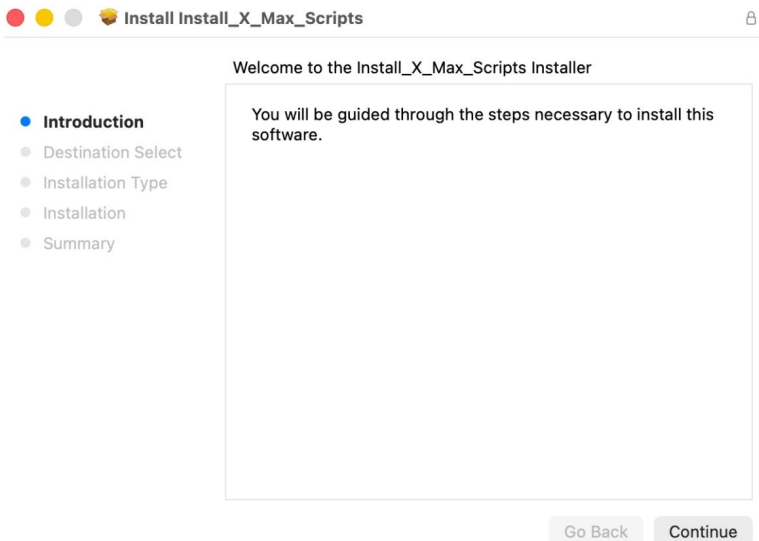 Install Install_X_Max_Scripts
Welcome to the Install_X_Max_Scripts Installer
Introduction
Destination Select
Installation Type
Installation
Summary
You will be guided through the steps necessary to install this
software.
Go Back
Continue